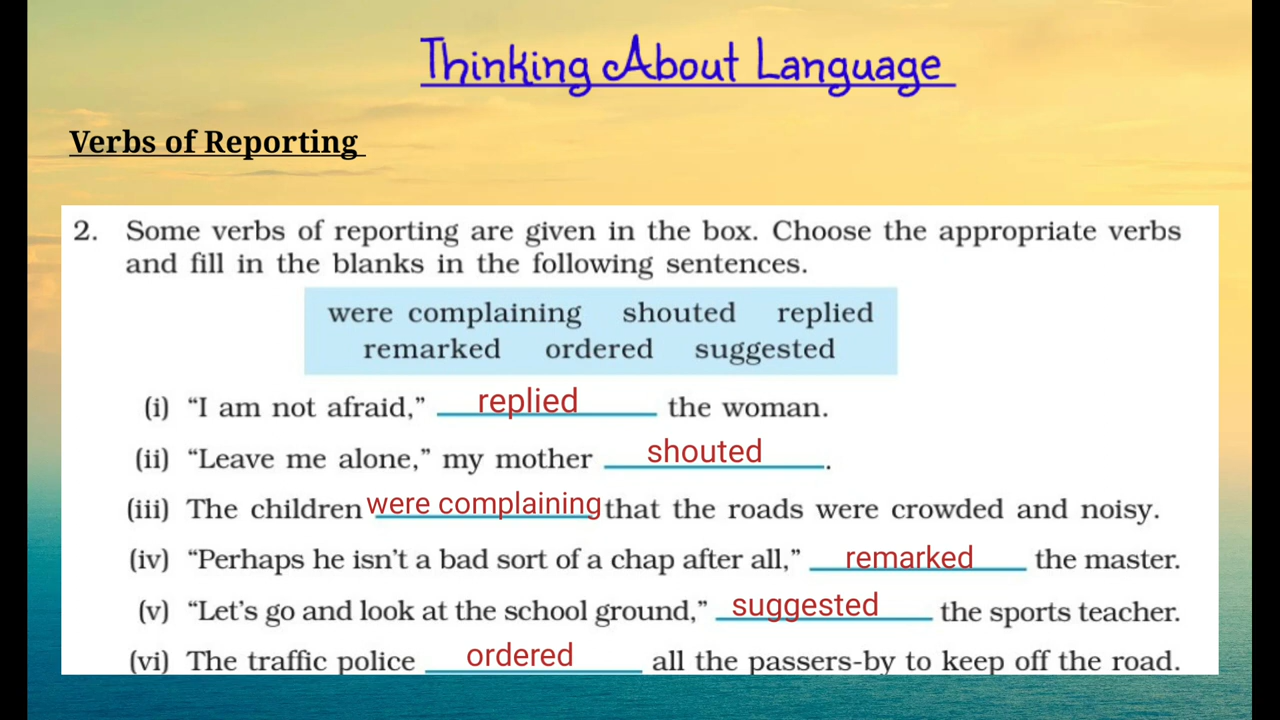 Thinking About Language
Verbs of Reporting
2. Some verbs of reporting are given in the box. Choose the appropriate verbs
and fill in the blanks in the following sentences.
were complaining shouted replied
remarked ordered suggested
(i) “I am not afraid,” replied the woman.
(ii) “Leave me alone,” my mother shouted.
(iii) The children were complaining that the roads were crowded and noisy.
(iv) “Perhaps he isn’t a bad sort of a chap after all,” remarked the master.
(v) “Let’s go and look at the school ground,” suggested the sports teacher.
(vi) The traffic police ordered all the passers-by to keep off the road.